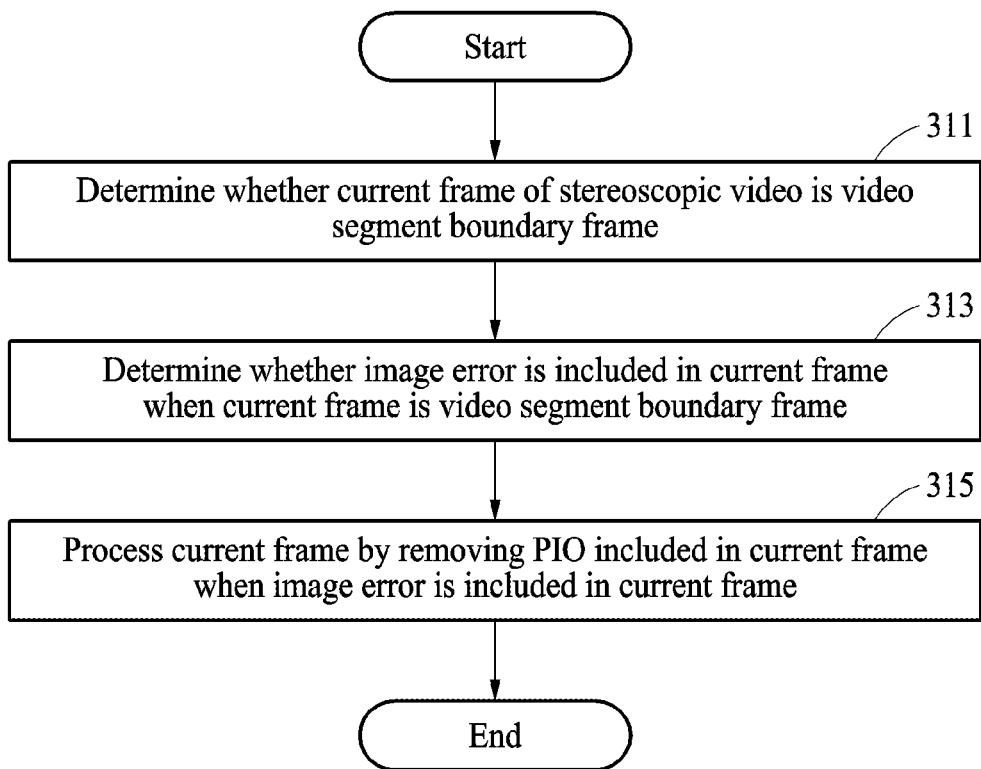 Start
311
Determine whether current frame of stereoscopic video is video
segment boundary frame
313
Determine whether image error is included in current frame
when current frame is video segment boundary frame
315
Process current frame by removing PIO included in current frame
when image error is included in current frame
End